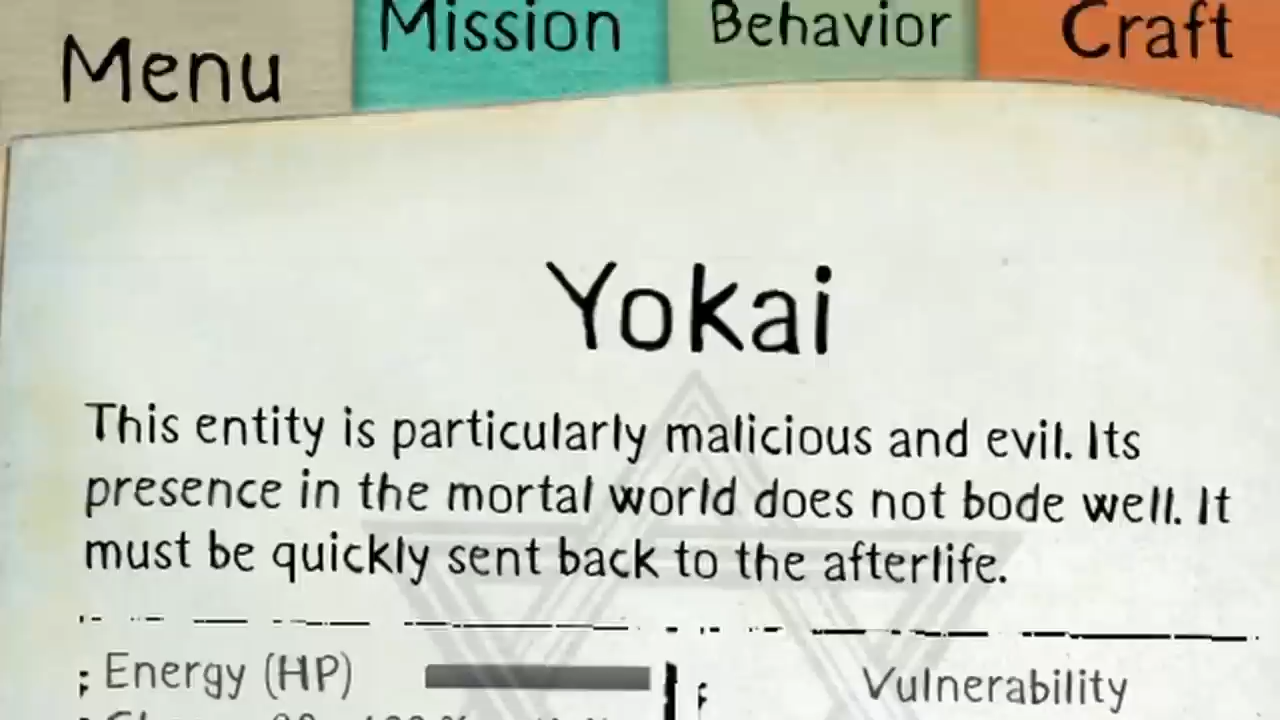 Menu Mission Behavior Craft
Yokai
This entity is particularly malicious and evil. Its
presence in the mortal world does not bode well. It
must be quickly sent back to the afterlife.
Energy (HP)
Vulnerability